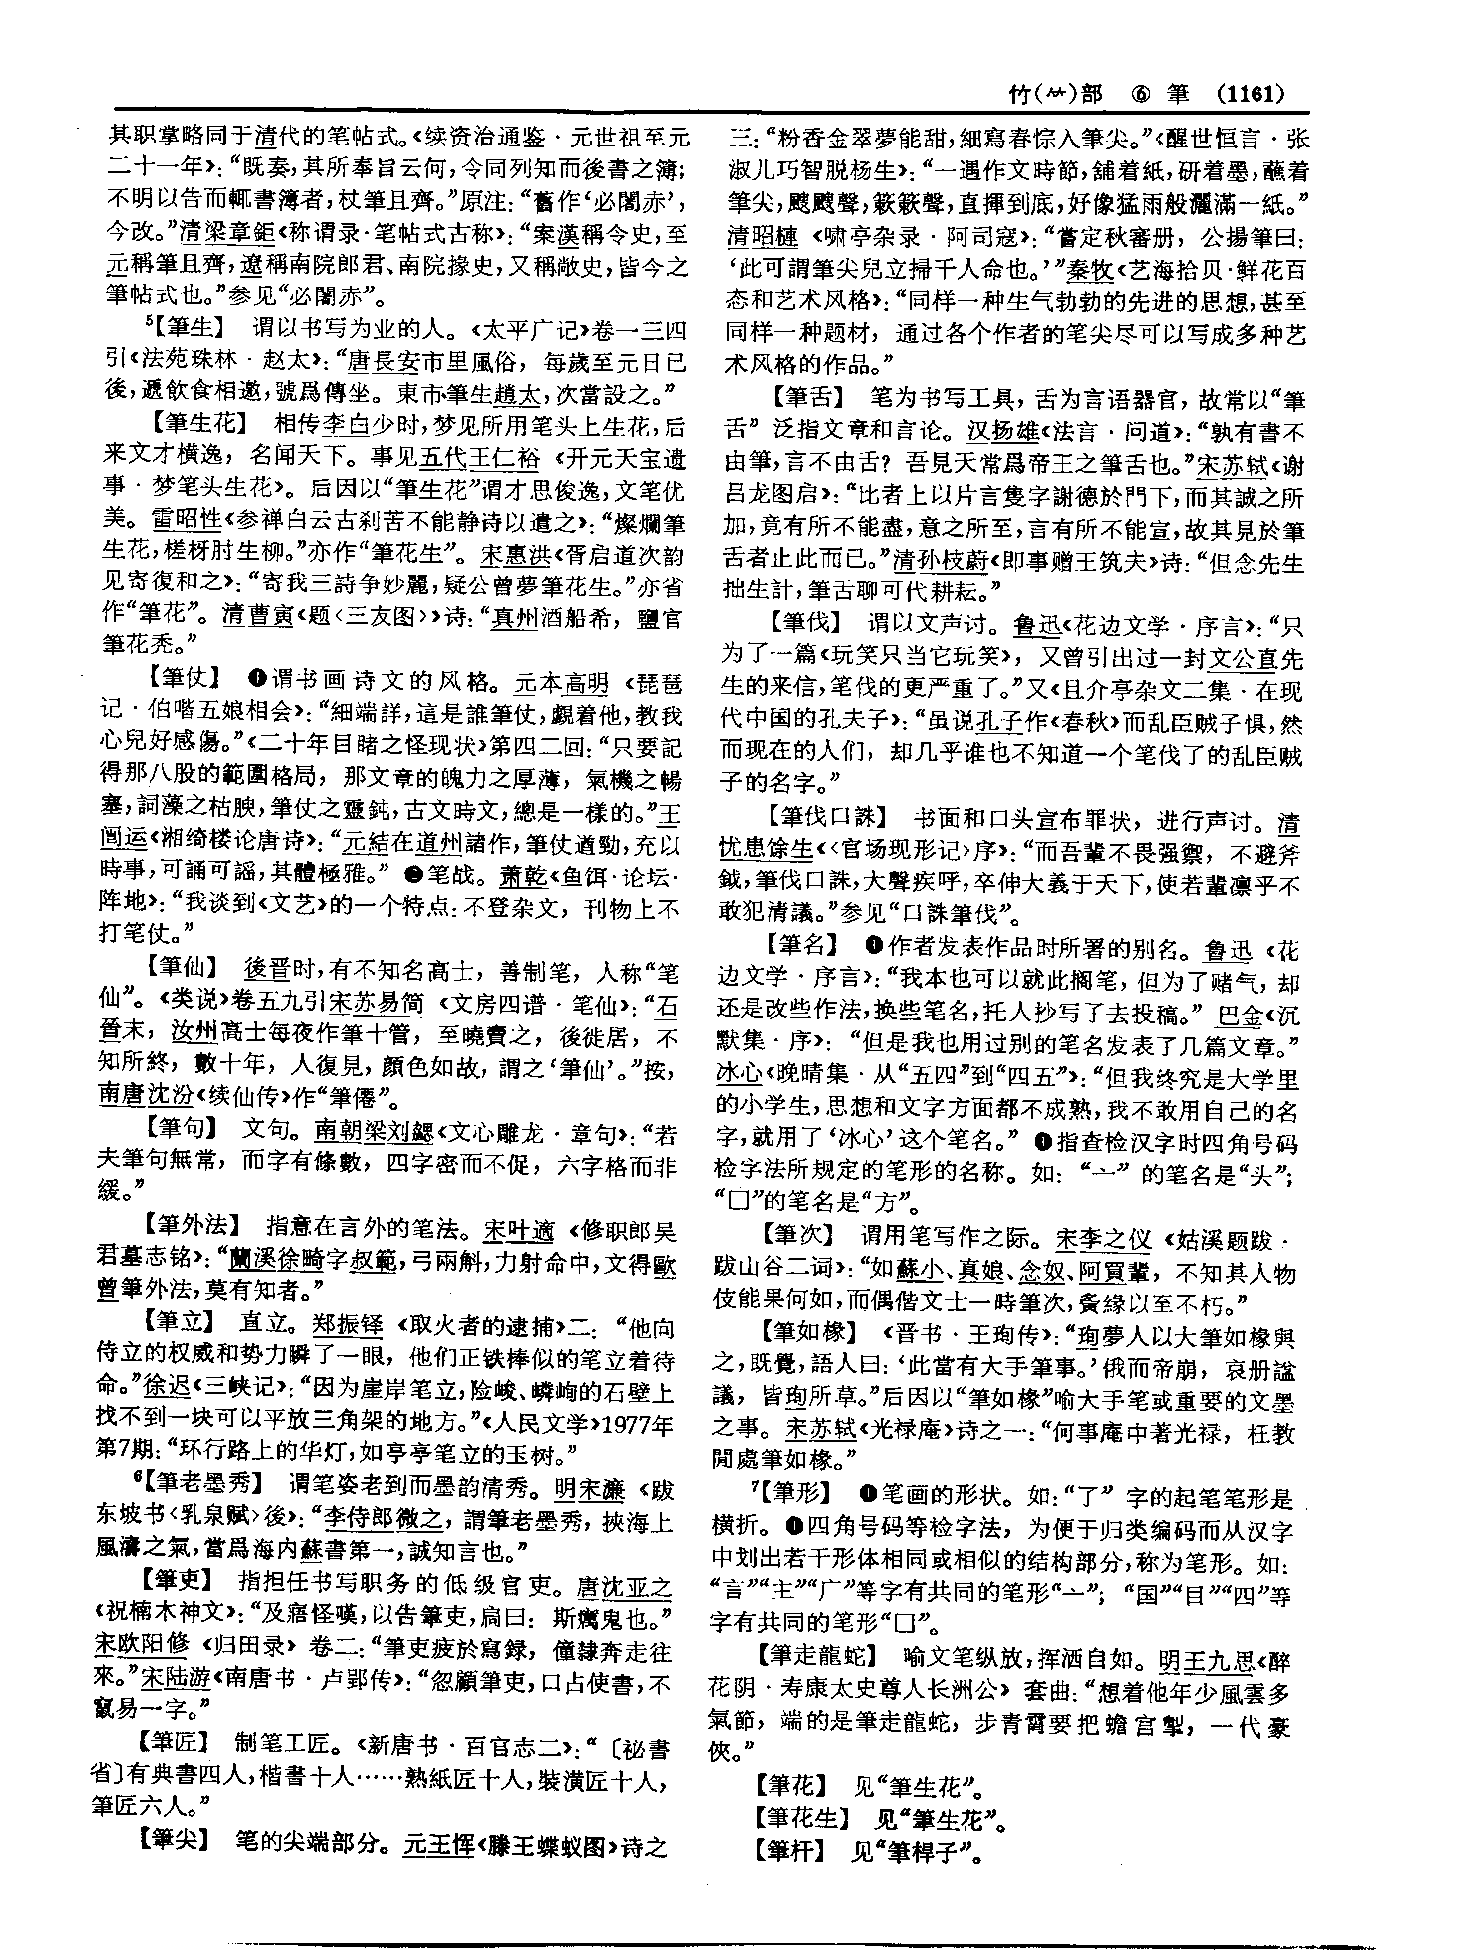 竹(⺮)部 ⑥ 筆 (1161)
其职掌略同于清代的笔帖式。《续资治通鉴·元世祖至元
二十一年》：“既奏，其所奉旨云何，令同列知而後書之簿；
不明以告而輒書簿者，杖筆且齊。”原注：“舊作‘必闍赤’，
今改。”清梁章鉅《称谓录·笔帖式古称》：“案漢稱令史，至
元稱筆且齊，遼稱南院郎君、南院掾史，又稱敞史，皆今之
筆帖式也。”参见“必闍赤”。
⁵【筆生】 谓以书写为业的人。《太平广记》卷一三四
引《法苑珠林·赵太》：“唐長安市里風俗，每歲至元日已
後，遞飲食相邀，號爲傳坐。東市筆生趙太，次當設之。”
【筆生花】 相传李白少时，梦见所用笔头上生花，后
来文才横逸，名闻天下。事见五代王仁裕《开元天宝遗
事·梦笔头生花》。后因以“筆生花”谓才思俊逸，文笔优
美。雷昭性《参禅白云古刹苦不能静诗以遣之》：“燦爛筆
生花，槎枒肘生柳。”亦作“筆花生”。宋惠洪《胥启道次韵
见寄復和之》：“寄我三詩争妙麗，疑公曾夢筆花生。”亦省
作“筆花”。清曹寅《题〈三友图〉》诗：“真州酒船希，鹽官
筆花秃。”
【筆仗】 ❶谓书画诗文的风格。元本高明《琵琶
记·伯喈五娘相会》：“細端詳，這是誰筆仗，覷着他，教我
心兒好感傷。”《二十年目睹之怪现状》第四二回：“只要記
得那八股的範圍格局，那文章的魄力之厚薄，氣機之暢
塞，詞藻之枯腴，筆仗之靈鈍，古文時文，總是一樣的。”王
闿运《湘绮楼论唐诗》：“元結在道州諸作，筆仗遒勁，充以
時事，可誦可謡，其體極雅。” ❷笔战。萧乾《鱼饵·论坛·
阵地》：“我谈到《文艺》的一个特点：不登杂文，刊物上不
打笔仗。”
【筆仙】 後晋时，有不知名高士，善制笔，人称“笔
仙”。《类说》卷五九引宋苏易简《文房四谱·笔仙》：“石
晉末，汝州高士每夜作筆十管，至曉賣之，後徙居，不
知所終，數十年，人復見，顔色如故，謂之‘筆仙’。”按，
南唐沈汾《续仙传》作“筆僊”。
【筆句】 文句。南朝梁刘勰《文心雕龙·章句》：“若
夫筆句無常，而字有條數，四字密而不促，六字格而非
緩。”
【筆外法】 指意在言外的笔法。宋叶適《修职郎吴
君墓志铭》：“蘭溪徐畸字叔範，弓兩斛，力射命中，文得歐
曾筆外法，莫有知者。”
【筆立】 直立。郑振铎《取火者的逮捕》二：“他向
侍立的权威和势力瞬了一眼，他们正铁棒似的笔立着待
命。”徐迟《三峡记》：“因为崖岸笔立，险峻、嶙峋的石壁上
找不到一块可以平放三角架的地方。”《人民文学》1977年
第7期：“环行路上的华灯，如亭亭笔立的玉树。”
⁶【筆老墨秀】 谓笔姿老到而墨韵清秀。明宋濂《跋
东坡书〈乳泉赋〉後》：“李侍郎微之，謂筆老墨秀，挾海上
風濤之氣，當爲海内蘇書第一，誠知言也。”
【筆吏】 指担任书写职务的低级官吏。唐沈亚之
《祝楠木神文》：“及寤怪嘆，以告筆吏，扃曰：斯癘鬼也。”
宋欧阳修《归田录》卷二：“筆吏疲於寫録，僮隸奔走往
來。”宋陆游《南唐书·卢郢传》：“忽顧筆吏，口占使書，不
竄易一字。”
【筆匠】 制笔工匠。《新唐书·百官志二》：“〔祕書
省〕有典書四人，楷書十人……熟紙匠十人，裝潢匠十人，
筆匠六人。”
【筆尖】 笔的尖端部分。元王恽《滕王蝶蚁图》诗之
三：“粉香金翠夢能甜，細寫春悰入筆尖。”《醒世恒言·张
淑儿巧智脱杨生》：“一遇作文時節，舖着紙，研着墨，蘸着
筆尖，飕飕聲，簌簌聲，直揮到底，好像猛雨般灑滿一紙。”
清昭槤《啸亭杂录·阿司寇》：“嘗定秋審册，公揚筆曰：
‘此可謂筆尖兒立掃千人命也。’”秦牧《艺海拾贝·鲜花百
态和艺术风格》：“同样一种生气勃勃的先进的思想，甚至
同样一种题材，通过各个作者的笔尖尽可以写成多种艺
术风格的作品。”
【筆舌】 笔为书写工具，舌为言语器官，故常以“筆
舌”泛指文章和言论。汉扬雄《法言·问道》：“孰有書不
由筆，言不由舌？吾見天常爲帝王之筆舌也。”宋苏轼《谢
吕龙图启》：“比者上以片言隻字謝德於門下，而其誠之所
加，竟有所不能盡，意之所至，言有所不能宣，故其見於筆
舌者止此而已。”清孙枝蔚《即事赠王筑夫》诗：“但念先生
拙生計，筆舌聊可代耕耘。”
【筆伐】 谓以文声讨。鲁迅《花边文学·序言》：“只
为了一篇《玩笑只当它玩笑》，又曾引出过一封文公直先
生的来信，笔伐的更严重了。”又《且介亭杂文二集·在现
代中国的孔夫子》：“虽说孔子作《春秋》而乱臣贼子惧，然
而现在的人们，却几乎谁也不知道一个笔伐了的乱臣贼
子的名字。”
【筆伐口誅】 书面和口头宣布罪状，进行声讨。清
忧患馀生《〈官场现形记〉序》：“而吾輩不畏强禦，不避斧
鉞，筆伐口誅，大聲疾呼，卒伸大義于天下，使若輩凛乎不
敢犯清議。”参见“口誅筆伐”。
【筆名】 ❶作者发表作品时所署的别名。鲁迅《花
边文学·序言》：“我本也可以就此搁笔，但为了赌气，却
还是改些作法，换些笔名，托人抄写了去投稿。”巴金《沉
默集·序》：“但是我也用过别的笔名发表了几篇文章。”
冰心《晚晴集·从“五四”到“四五”》：“但我终究是大学里
的小学生，思想和文字方面都不成熟，我不敢用自己的名
字，就用了‘冰心’这个笔名。” ❶指查检汉字时四角号码
检字法所规定的笔形的名称。如：“亠”的笔名是“头”；
“口”的笔名是“方”。
【筆次】 谓用笔写作之际。宋李之仪《姑溪题跋·
跋山谷二词》：“如蘇小、真娘、念奴、阿買輩，不知其人物
伎能果何如，而偶偕文士一時筆次，夤缘以至不朽。”
【筆如椽】 《晋书·王珣传》：“珣夢人以大筆如椽與
之，既覺，語人曰：‘此當有大手筆事。’俄而帝崩，哀册謚
議，皆珣所草。”后因以“筆如椽”喻大手笔或重要的文墨
之事。宋苏轼《光禄庵》诗之一：“何事庵中著光禄，枉教
閒處筆如椽。”
⁷【筆形】 ❶笔画的形状。如：“了”字的起笔笔形是
横折。❶四角号码等检字法，为便于归类编码而从汉字
中划出若干形体相同或相似的结构部分，称为笔形。如：
“言”“主”“广”等字有共同的笔形“亠”；“国”“目”“四”等
字有共同的笔形“口”。
【筆走龍蛇】 喻文笔纵放，挥洒自如。明王九思《醉
花阴·寿康太史尊人长洲公》套曲：“想着他年少風雲多
氣節，端的是筆走龍蛇，步青霄要把蟾宫掣，一代豪
俠。”
【筆花】 见“筆生花”。
【筆花生】 见“筆生花”。
【筆杆】 见“筆桿子”。